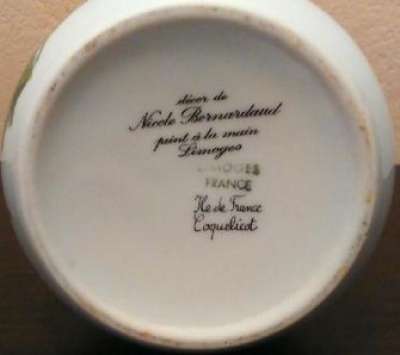 décor de
Nicole Bernardaud
peint à la main
Limoges
LIMOGES
FRANCE
Ile de France
Coquelicot